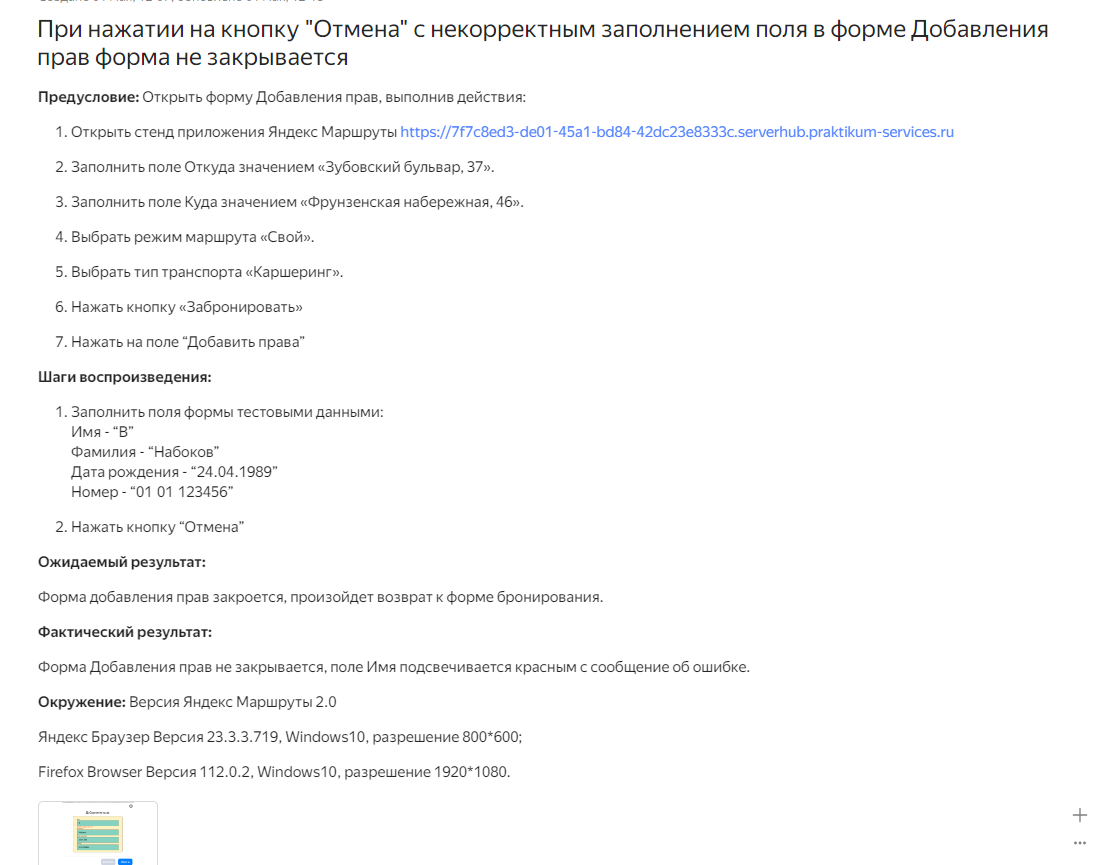 При нажатии на кнопку "Отмена" с некорректным заполнением поля в форме Добавления
прав форма не закрывается
Предусловие: Открыть форму Добавления прав, выполнив действия:
1. Открыть стенд приложения Яндекс Маршруты https://7f7c8ed3-de01-45a1-bd84-42dc23e8333c.serverhub.praktikum-services.ru
2. Заполнить поле Откуда значением «Зубовский бульвар, 37».
3. Заполнить поле Куда значением «Фрунзенская набережная, 46».
4. Выбрать режим маршрута «Свой».
5. Выбрать тип транспорта «Каршеринг».
6. Нажать кнопку «Забронировать»
7. Нажать на поле “Добавить права”
Шаги воспроизведения:
1. Заполнить поля формы тестовыми данными:
Имя - “В”
Фамилия - “Набоков”
Дата рождения - “24.04.1989”
Номер - “01 01 123456”
2. Нажать кнопку “Отмена”
Ожидаемый результат:
Форма добавления прав закроется, произойдет возврат к форме бронирования.
Фактический результат:
Форма Добавления прав не закрывается, поле Имя подсвечивается красным с сообщение об ошибке.
Окружение: Версия Яндекс Маршруты 2.0
Яндекс Браузер Версия 23.3.3.719, Windows10, разрешение 800*600;
Firefox Browser Версия 112.0.2, Windows10, разрешение 1920*1080.